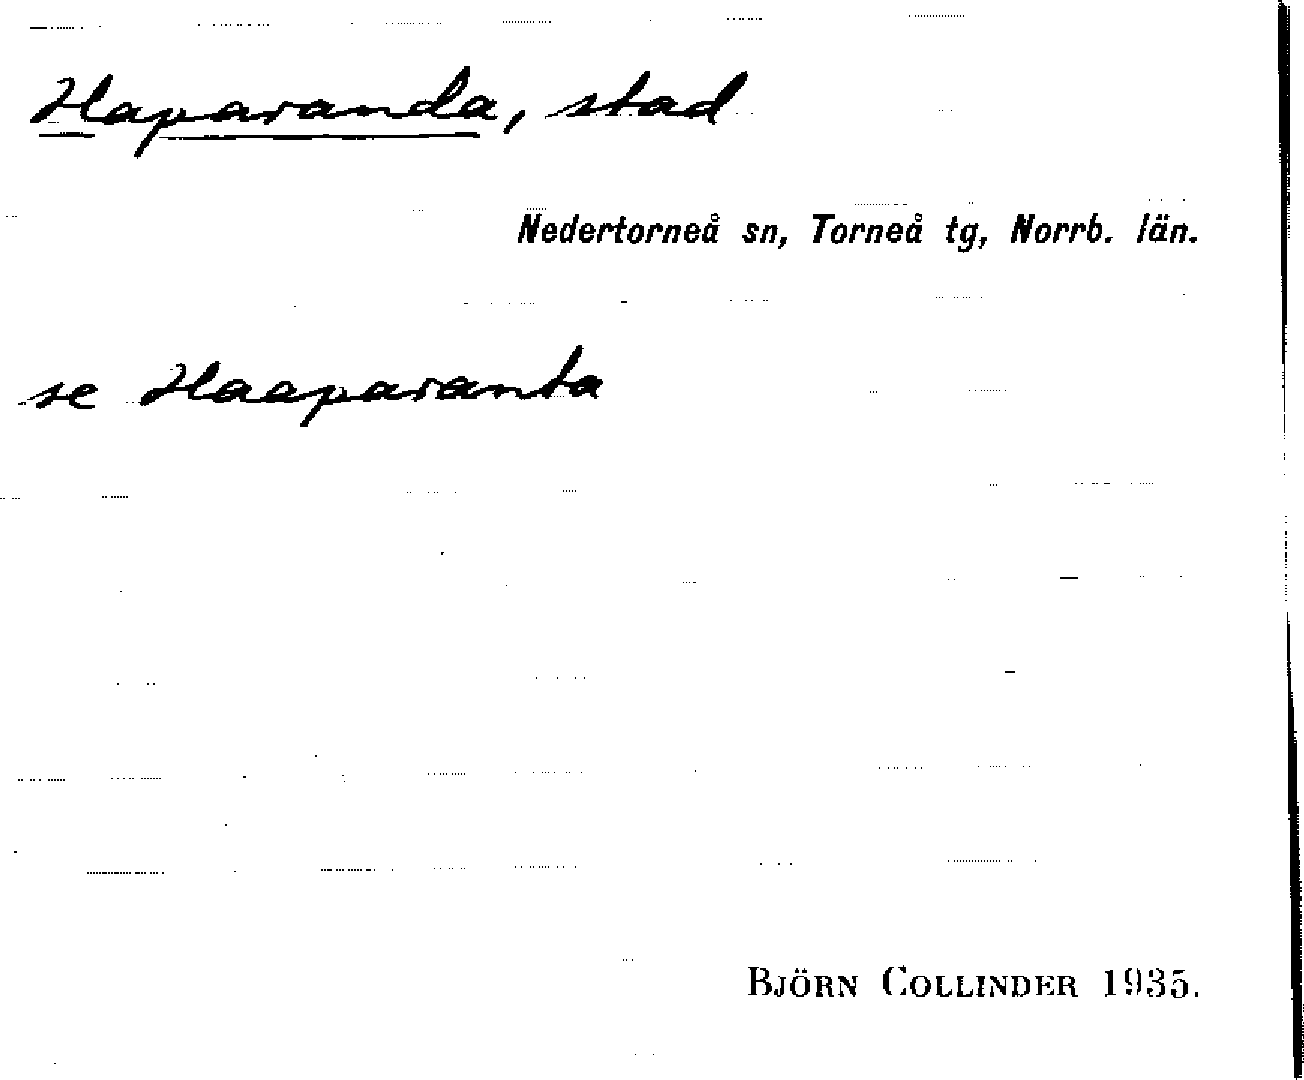 Haparanda, stad
Nedertorneå sn, Torneå tg, Norrb. län.
se Haaparanta
Björn Collinder 1935.